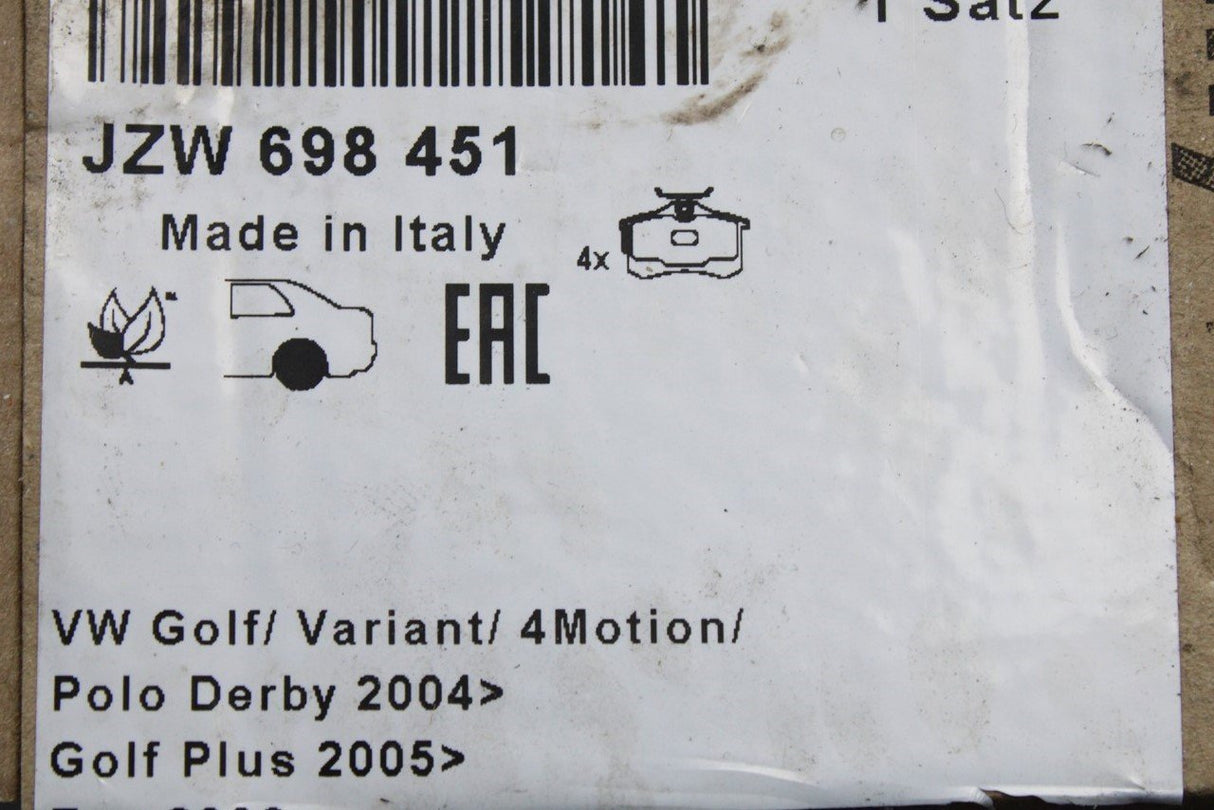 1 Satz
JZW 698 451
Made in Italy
4x
EAC
VW Golf/ Variant/ 4Motion/
Polo Derby 2004>
Golf Plus 2005>